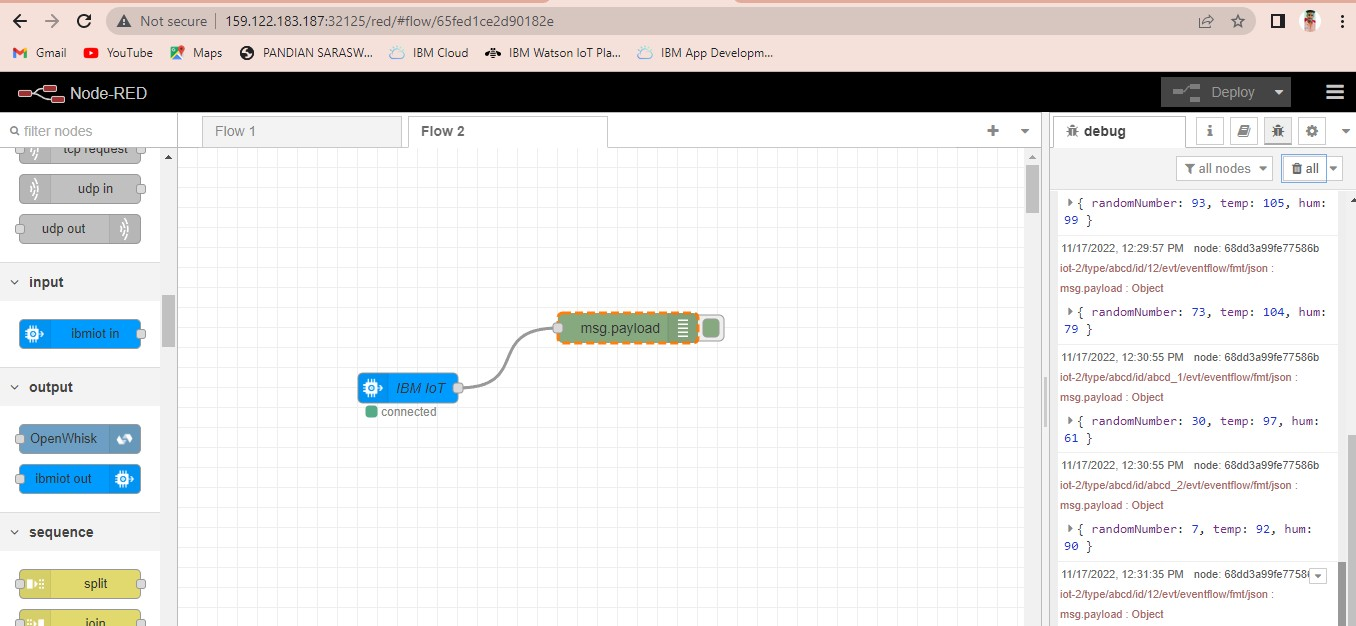 Not secure | 159.122.183.187:32125/red/#flow/65fed1ce2d90182e
Gmail YouTube Maps PANDIAN SARASW... IBM Cloud IBM Watson IoT Pla... IBM App Developm...
Node-RED Deploy
filter nodes
Flow 1 Flow 2
tcp request
udp in
udp out
input
ibmiot in
output
OpenWhisk
ibmiot out
sequence
split
join
msg.payload
IBM IoT
connected
debug
all nodes all
{ randomNumber: 93, temp: 105, hum:
99 }
11/17/2022, 12:29:57 PM node: 68dd3a99fe77586b
iot-2/type/abcd/id/12/evt/eventflow/fmt/json :
msg.payload : Object
{ randomNumber: 73, temp: 104, hum:
79 }
11/17/2022, 12:30:55 PM node: 68dd3a99fe77586b
iot-2/type/abcd/id/abcd_1/evt/eventflow/fmt/json :
msg.payload : Object
{ randomNumber: 30, temp: 97, hum:
61 }
11/17/2022, 12:30:55 PM node: 68dd3a99fe77586b
iot-2/type/abcd/id/abcd_2/evt/eventflow/fmt/json :
msg.payload : Object
{ randomNumber: 7, temp: 92, hum:
90 }
11/17/2022, 12:31:35 PM node: 68dd3a99fe7758
iot-2/type/abcd/id/12/evt/eventflow/fmt/json :
msg.payload : Object